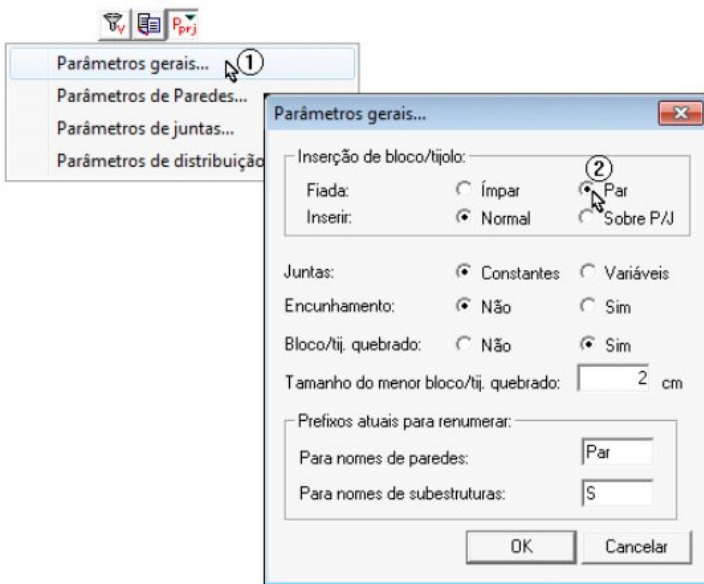 V
Pprj
Parâmetros gerais... 1
Parâmetros de Paredes...
Parâmetros de juntas...
Parâmetros de distribuição
Parâmetros gerais...
Inserção de bloco/tijolo:
2
Fiada: Ímpar Par
Inserir: Normal Sobre P/J
Juntas: Constantes Variáveis
Encunhamento: Não Sim
Bloco/tij. quebrado: Não Sim
Tamanho do menor bloco/tij. quebrado: 2 cm
Prefixos atuais para renumerar:
Para nomes de paredes: Par
Para nomes de subestruturas: S
OK Cancelar